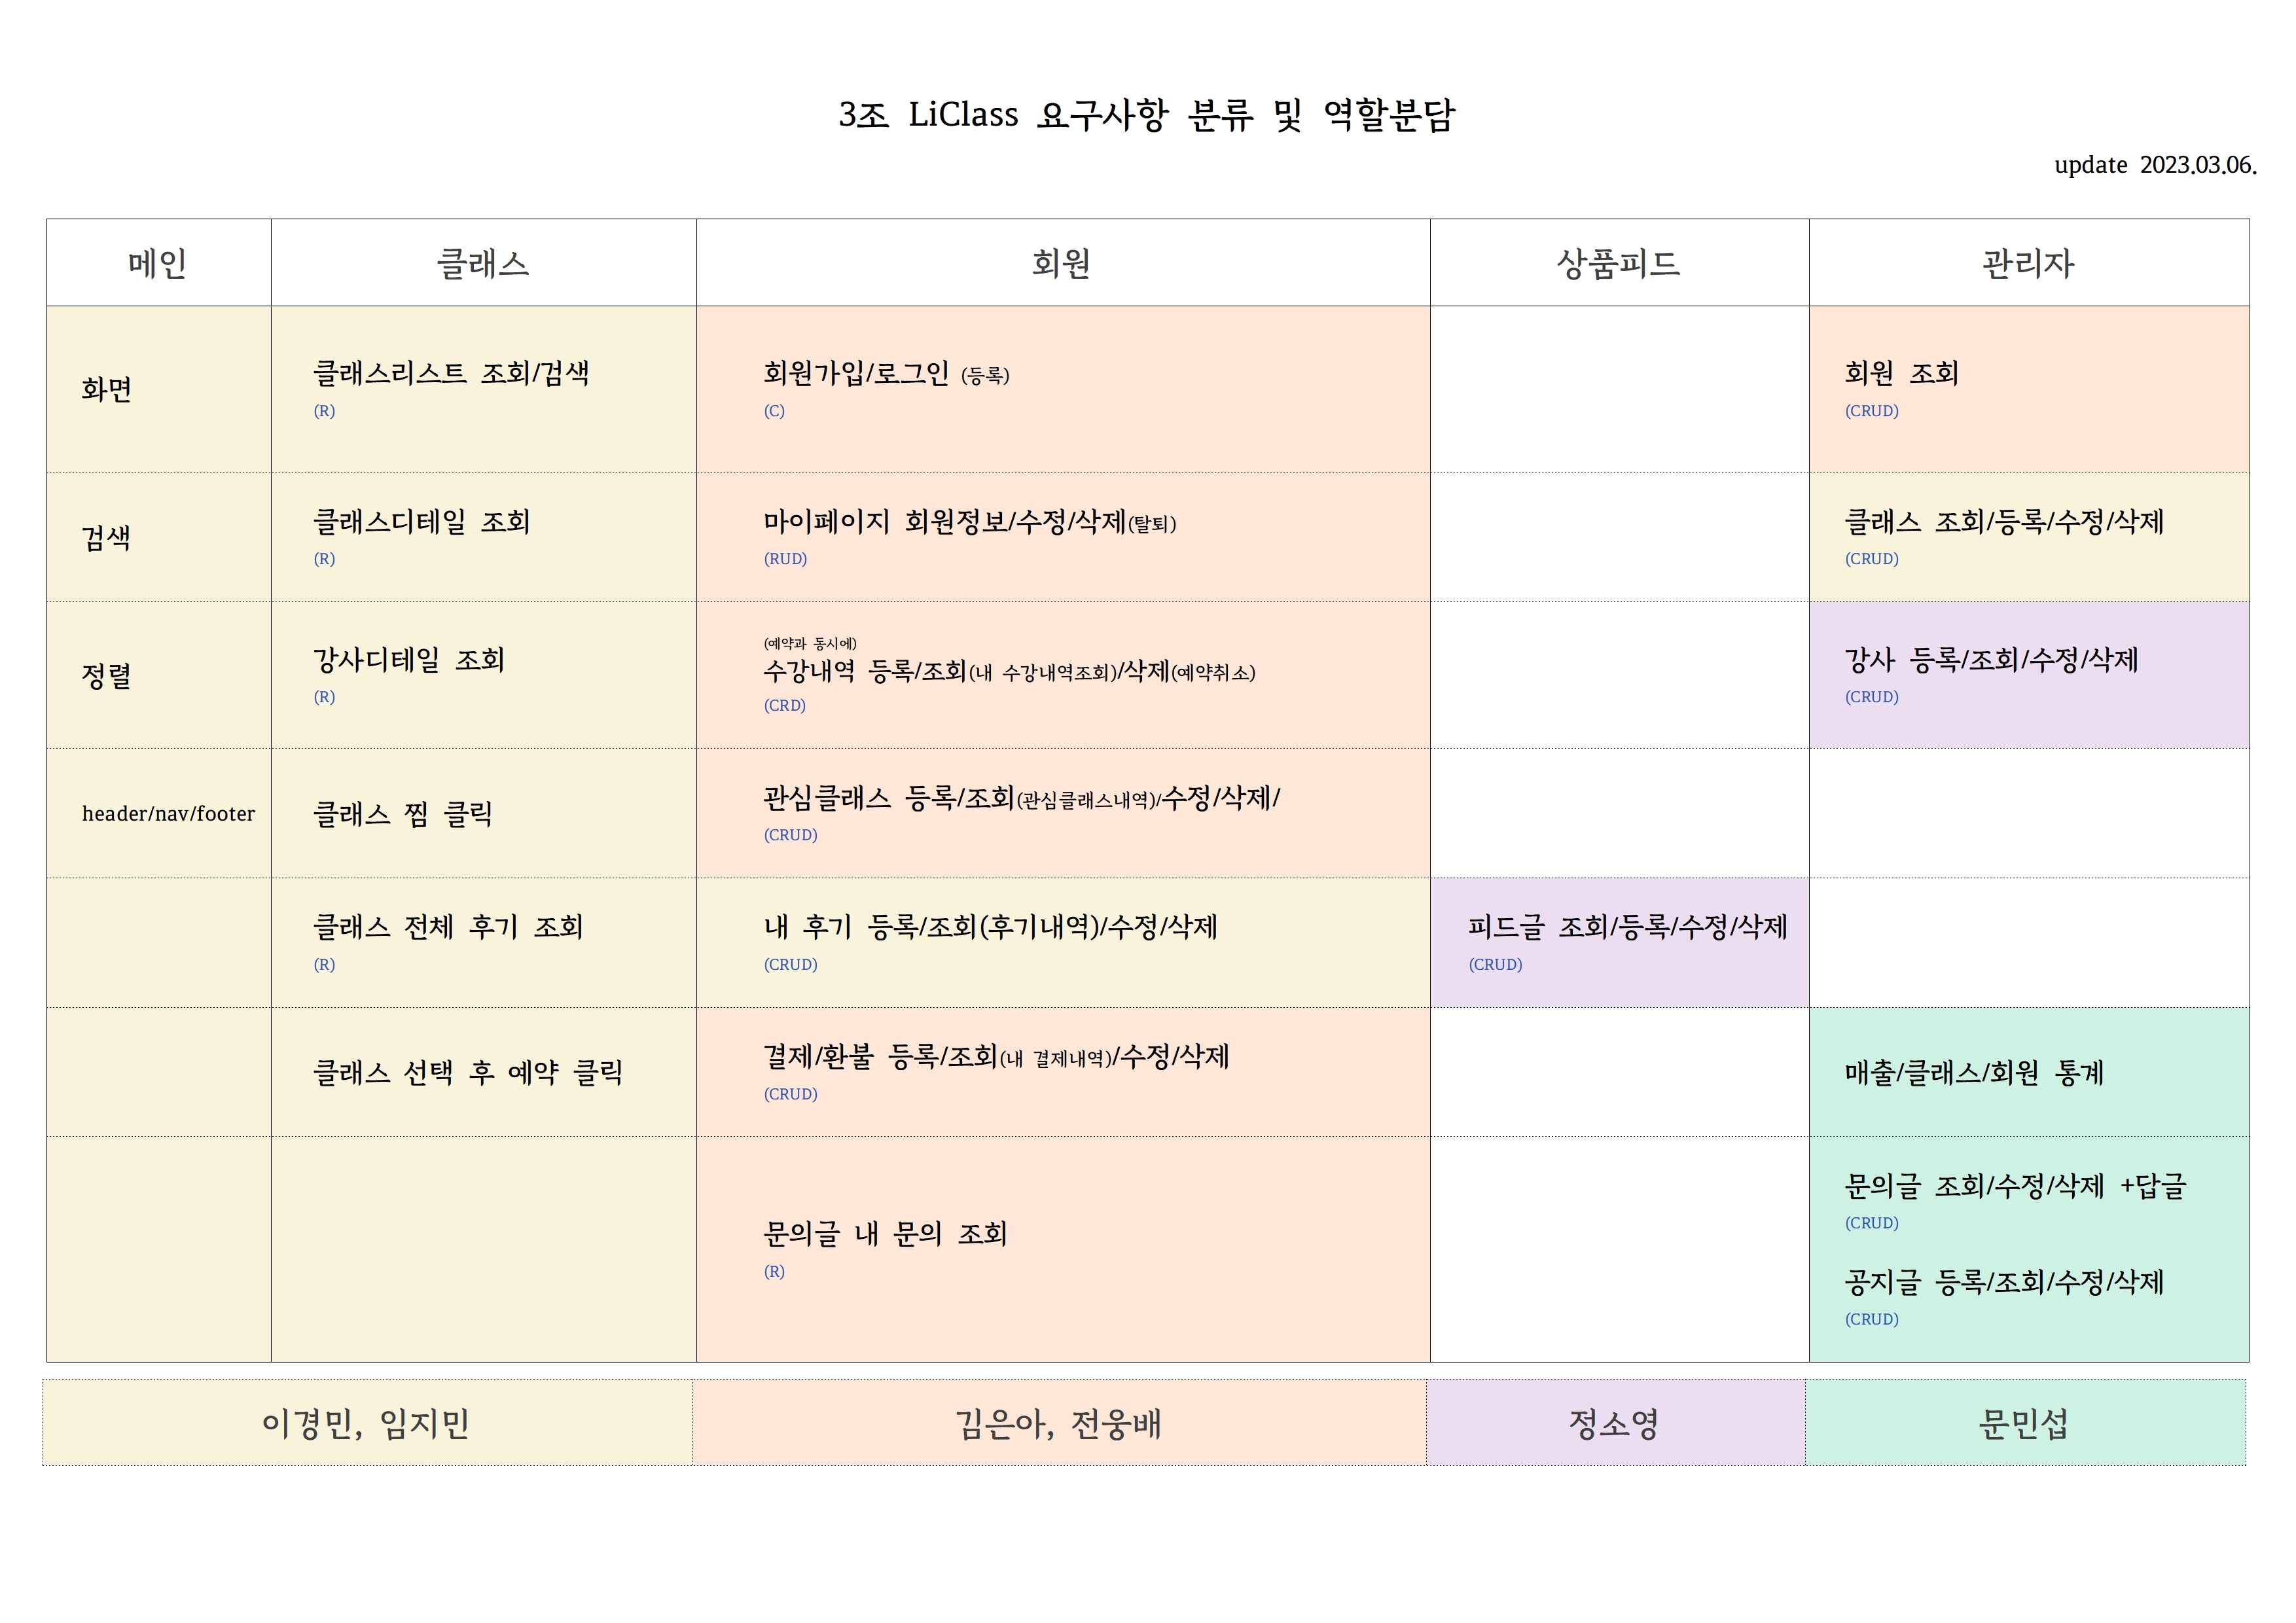 3조 LiClass 요구사항 분류 및 역할분담
update 2023.03.06.
메인 클래스 회원 상품피드 관리자
화면
클래스리스트 조회/검색
(R)
회원가입/로그인 (등록)
(C)
회원 조회
(CRUD)
검색
클래스디테일 조회
(R)
마이페이지 회원정보/수정/삭제(탈퇴)
(RUD)
클래스 조회/등록/수정/삭제
(CRUD)
정렬
강사디테일 조회
(R)
(예약과 동시에)
수강내역 등록/조회(내 수강내역조회)/삭제(예약취소)
(CRD)
강사 등록/조회/수정/삭제
(CRUD)
header/nav/footer
클래스 찜 클릭
관심클래스 등록/조회(관심클래스내역)/수정/삭제/
(CRUD)
클래스 전체 후기 조회
(R)
내 후기 등록/조회(후기내역)/수정/삭제
(CRUD)
피드글 조회/등록/수정/삭제
(CRUD)
클래스 선택 후 예약 클릭
결제/환불 등록/조회(내 결제내역)/수정/삭제
(CRUD)
매출/클래스/회원 통계
문의글 내 문의 조회
(R)
문의글 조회/수정/삭제 +답글
(CRUD)
공지글 등록/조회/수정/삭제
(CRUD)
이경민, 임지민
김은아, 전웅배
정소영
문민섭